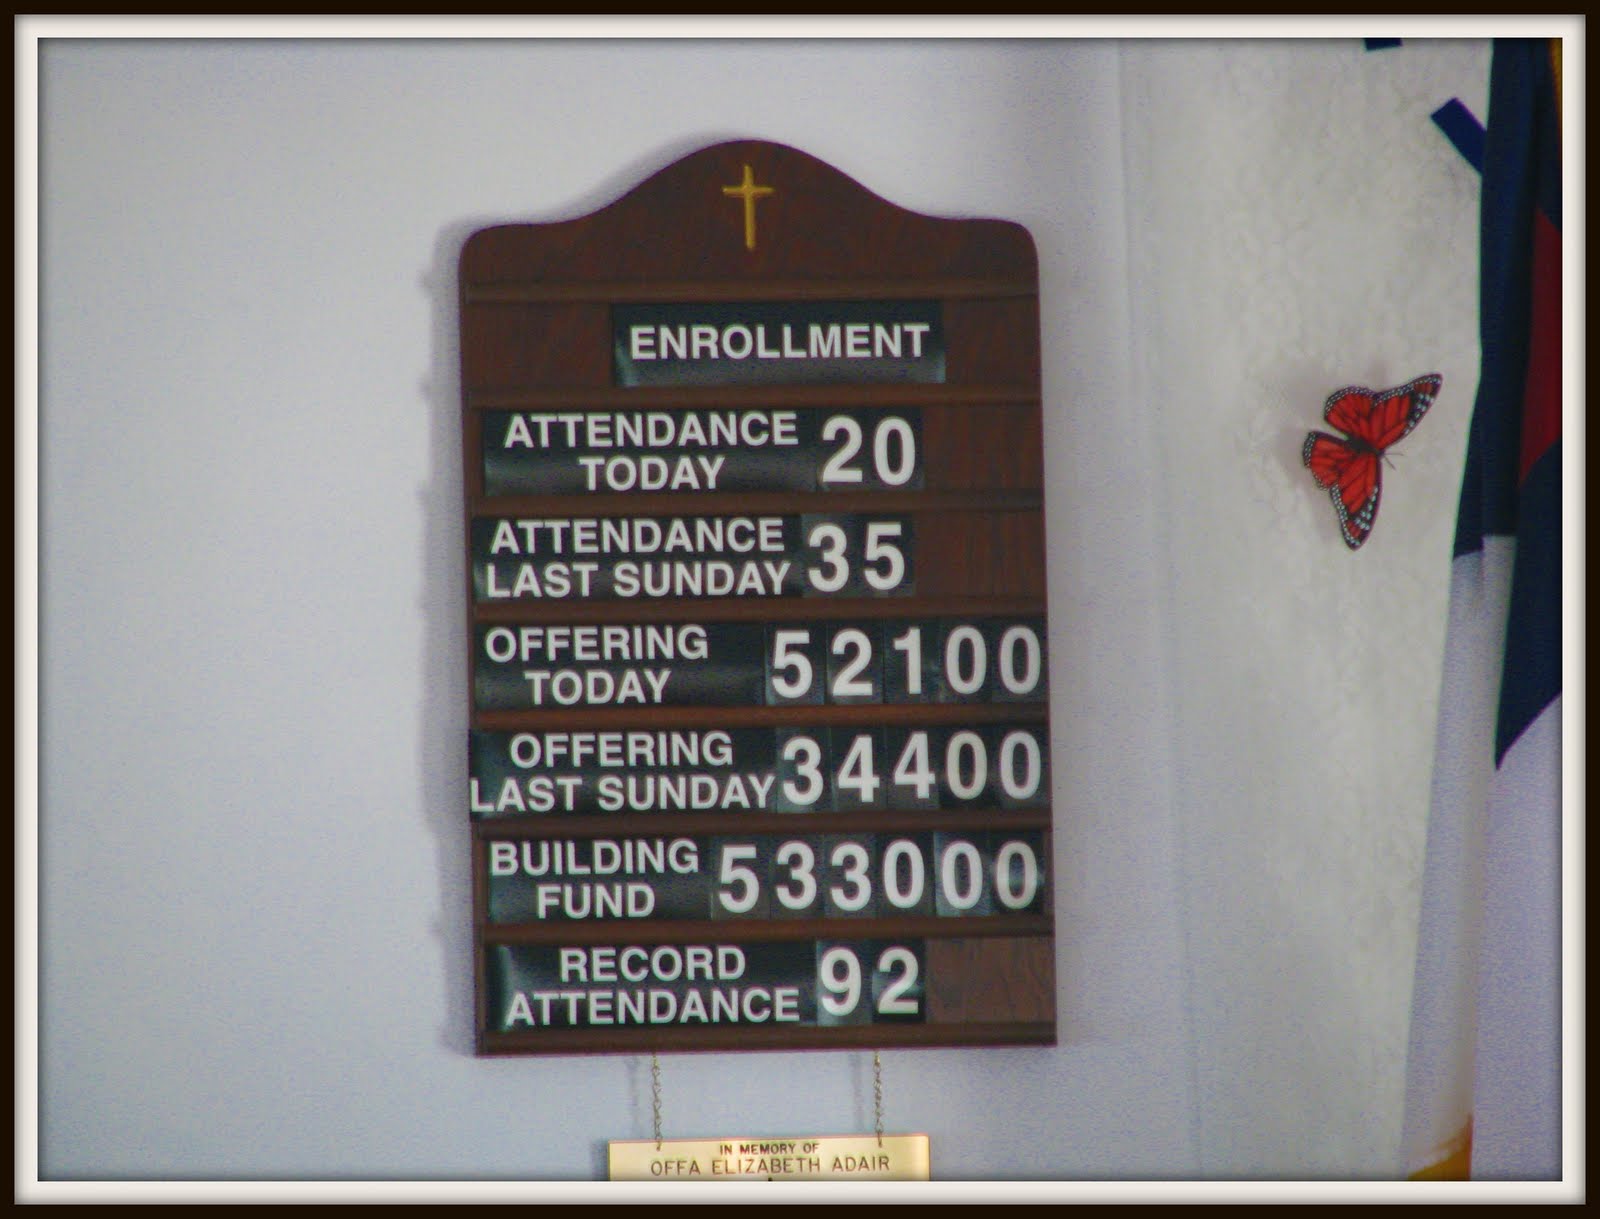 ENROLLMENT
ATTENDANCE
TODAY 20
ATTENDANCE
LAST SUNDAY 35
OFFERING
TODAY 52100
OFFERING
LAST SUNDAY 34400
BUILDING
FUND 533000
RECORD
ATTENDANCE 92
IN MEMORY OF
OFFA ELIZABETH ADAIR